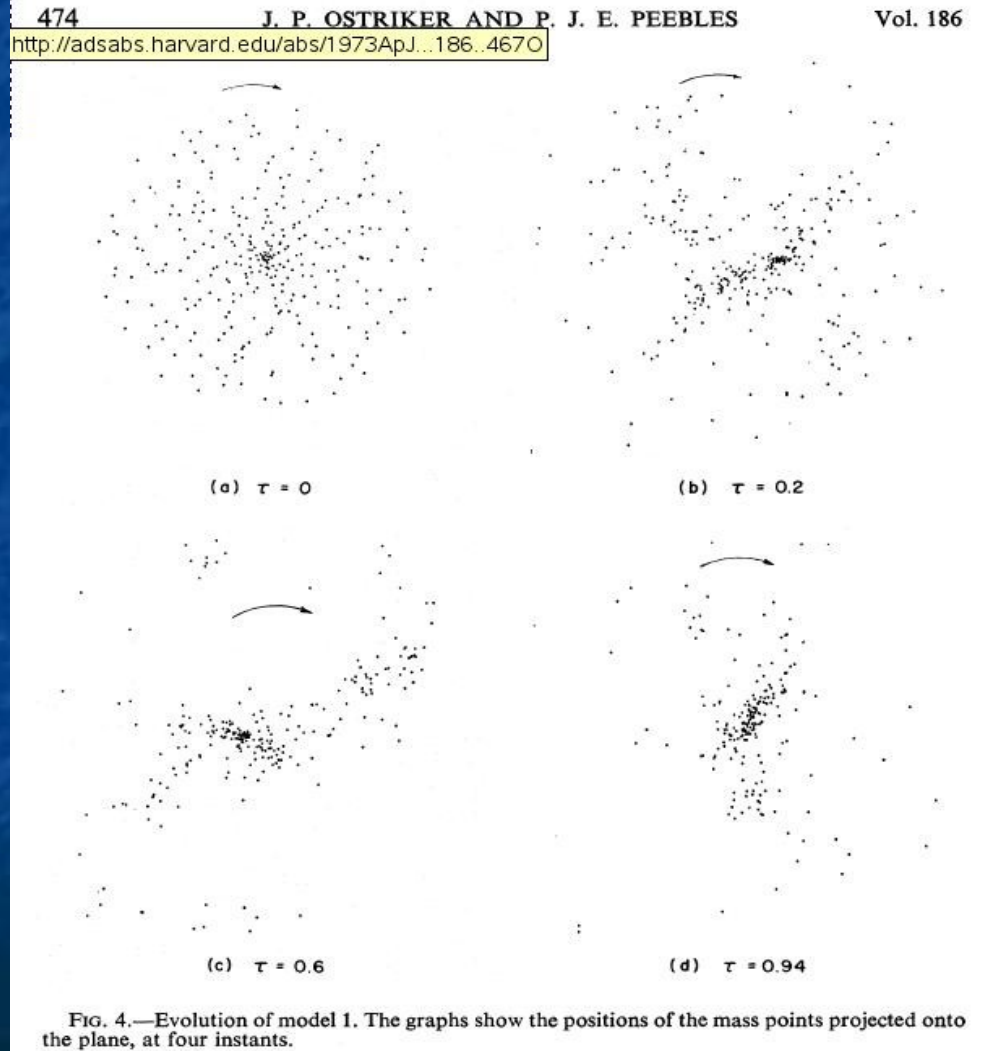 474 J. P. OSTRIKER AND P. J. E. PEEBLES Vol. 186
http://adsabs.harvard.edu/abs/1973ApJ...186..467O
(a) τ = 0
(b) τ = 0.2
(c) τ = 0.6
(d) τ = 0.94
FIG. 4.—Evolution of model 1. The graphs show the positions of the mass points projected onto
the plane, at four instants.